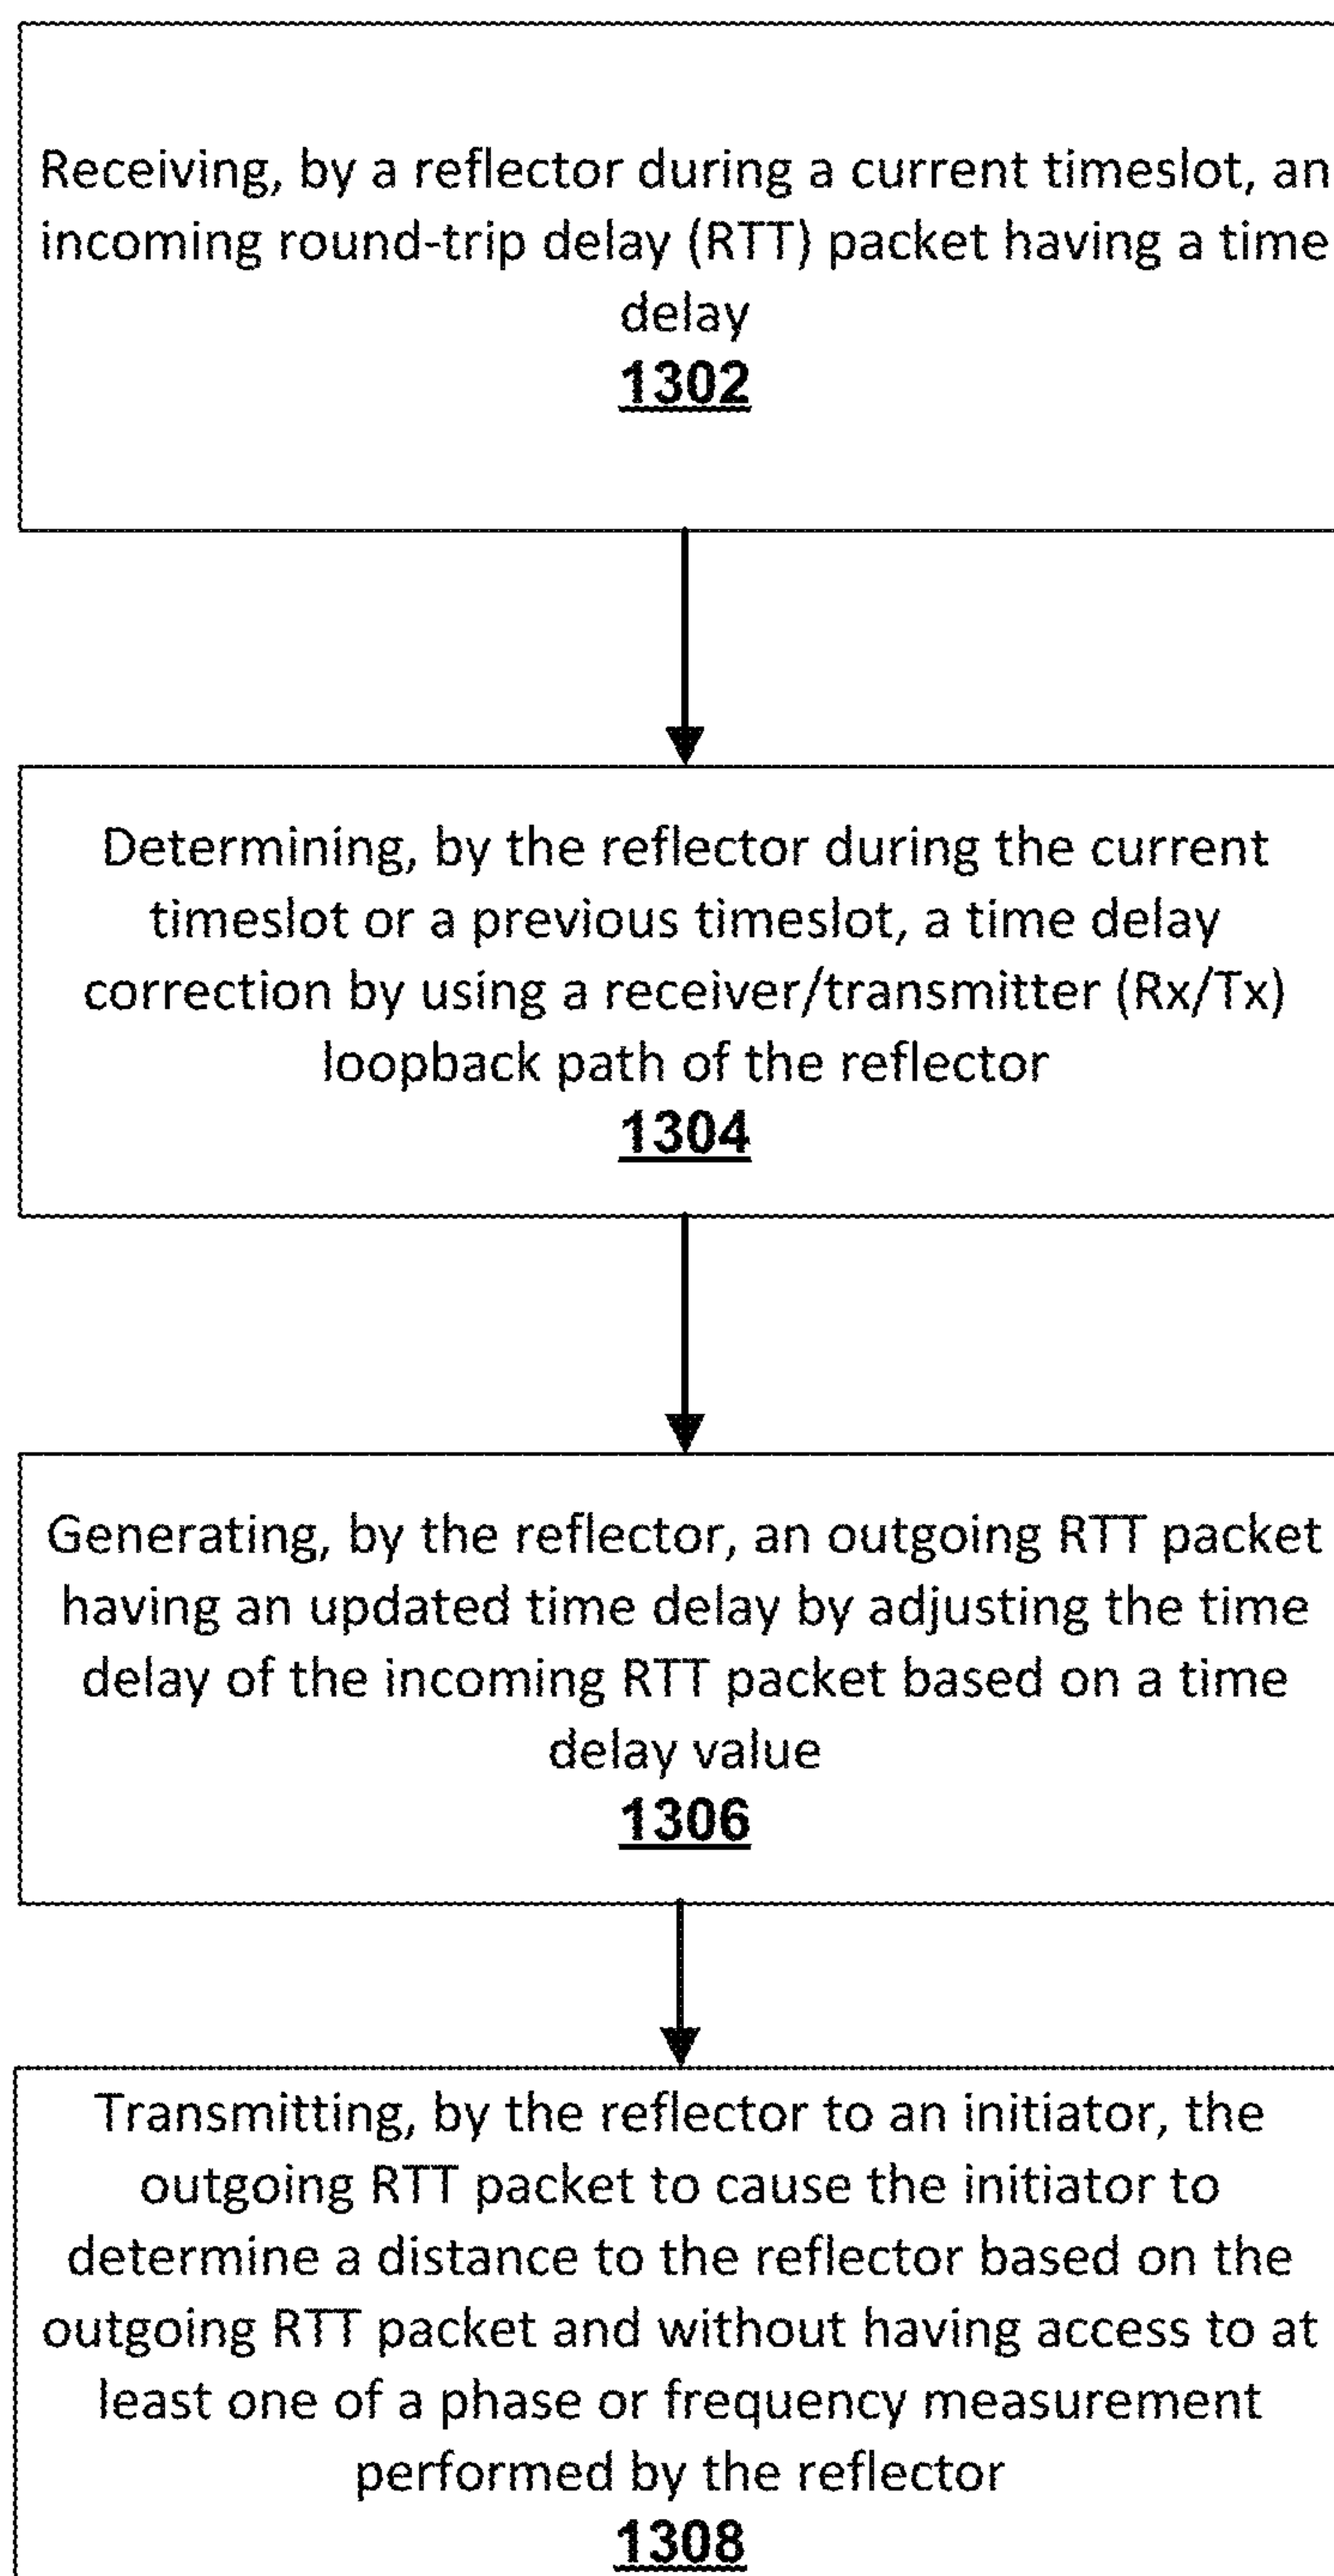 Receiving, by a reflector during a current timeslot, an
incoming round-trip delay (RTT) packet having a time
delay
1302
Determining, by the reflector during the current
timeslot or a previous timeslot, a time delay
correction by using a receiver/transmitter (Rx/Tx)
loopback path of the reflector
1304
Generating, by the reflector, an outgoing RTT packet
having an updated time delay by adjusting the time
delay of the incoming RTT packet based on a time
delay value
1306
Transmitting, by the reflector to an initiator, the
outgoing RTT packet to cause the initiator to
determine a distance to the reflector based on the
outgoing RTT packet and without having access to at
least one of a phase or frequency measurement
performed by the reflector
1308